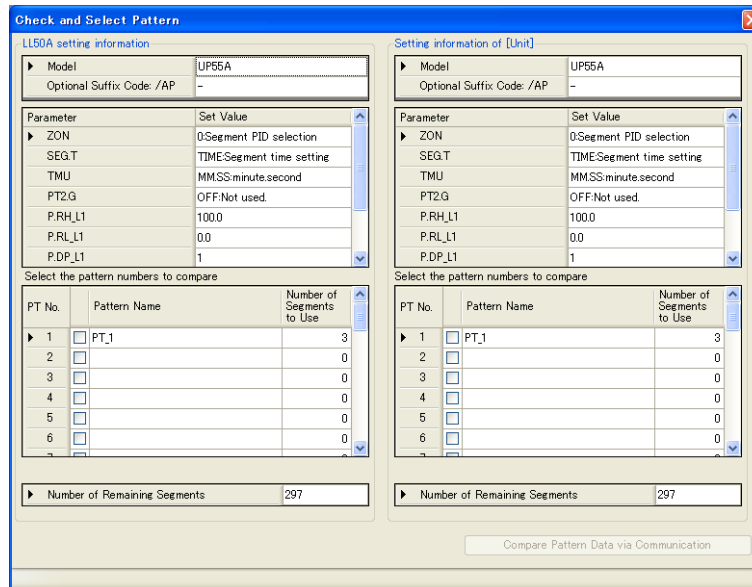 Check and Select Pattern
LL50A setting information
Model UP55A
Optional Suffix Code: /AP –
Parameter Set Value
ZON 0:Segment PID selection
SEG.T TIME:Segment time setting
TMU MM.SS:minute.second
PT2.G OFF:Not used.
P.RH_L1 100.0
P.RL_L1 0.0
P.DP_L1 1
Select the pattern numbers to compare
PT No. Pattern Name Number of Segments to Use
1 PT_1 3
2 0
3 0
4 0
5 0
6 0
Number of Remaining Segments 297
Setting information of [Unit]
Model UP55A
Optional Suffix Code: /AP –
Parameter Set Value
ZON 0:Segment PID selection
SEG.T TIME:Segment time setting
TMU MM.SS:minute.second
PT2.G OFF:Not used.
P.RH_L1 100.0
P.RL_L1 0.0
P.DP_L1 1
Select the pattern numbers to compare
PT No. Pattern Name Number of Segments to Use
1 PT_1 3
2 0
3 0
4 0
5 0
6 0
Number of Remaining Segments 297
Compare Pattern Data via Communication